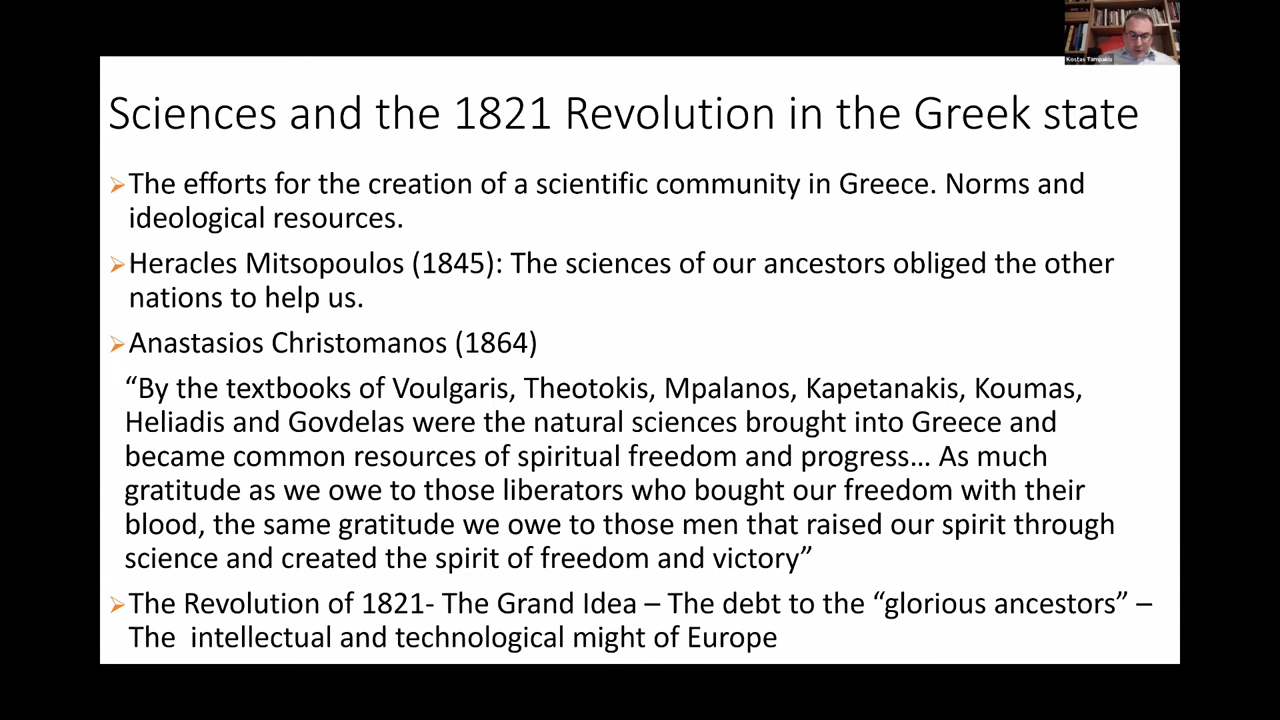 Kostas Tampakis
Sciences and the 1821 Revolution in the Greek state
The efforts for the creation of a scientific community in Greece. Norms and
ideological resources.
Heracles Mitsopoulos (1845): The sciences of our ancestors obliged the other
nations to help us.
Anastasios Christomanos (1864)
“By the textbooks of Voulgaris, Theotokis, Mpalanos, Kapetanakis, Koumas,
Heliadis and Govdelas were the natural sciences brought into Greece and
became common resources of spiritual freedom and progress... As much
gratitude as we owe to those liberators who bought our freedom with their
blood, the same gratitude we owe to those men that raised our spirit through
science and created the spirit of freedom and victory”
The Revolution of 1821- The Grand Idea – The debt to the “glorious ancestors” –
The  intellectual and technological might of Europe